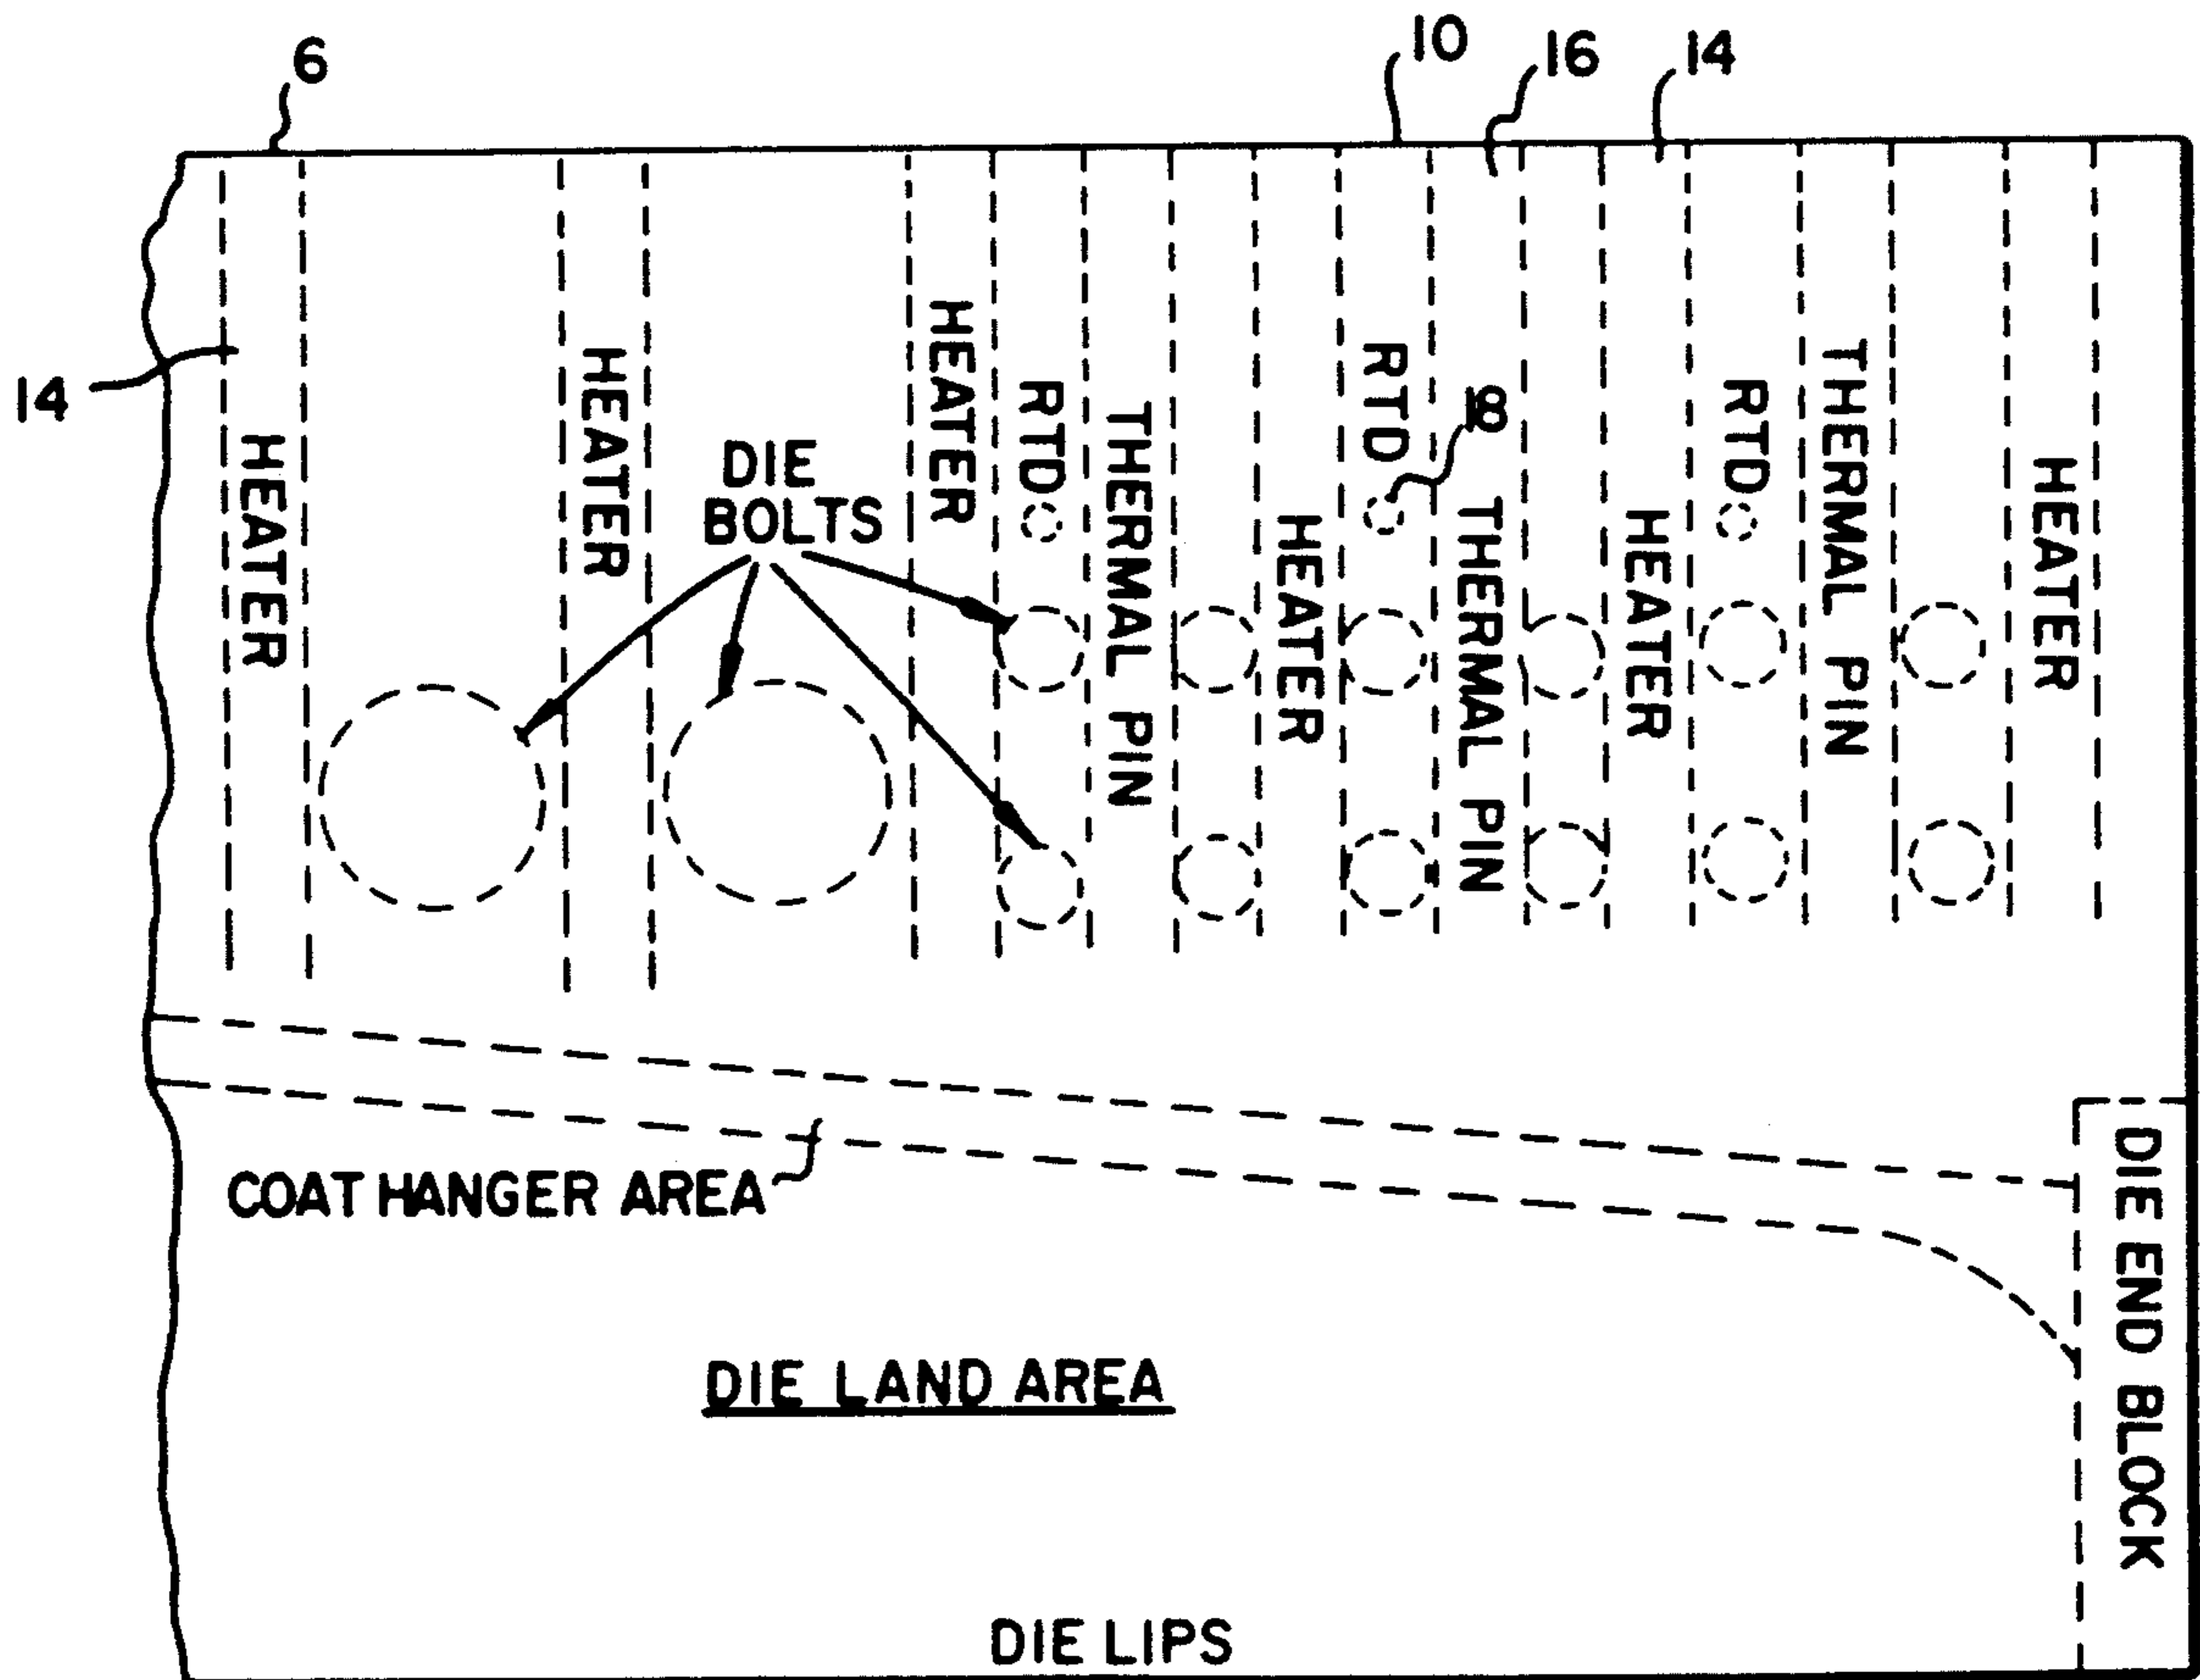 6
10
16
14
14
HEATER
HEATER
DIE
BOLTS
HEATER
RTD
THERMAL PIN
HEATER
RTD
18
THERMAL PIN
HEATER
RTD
THERMAL PIN
HEATER
COAT HANGER AREA
DIE LAND AREA
DIE END BLOCK
DIE LIPS